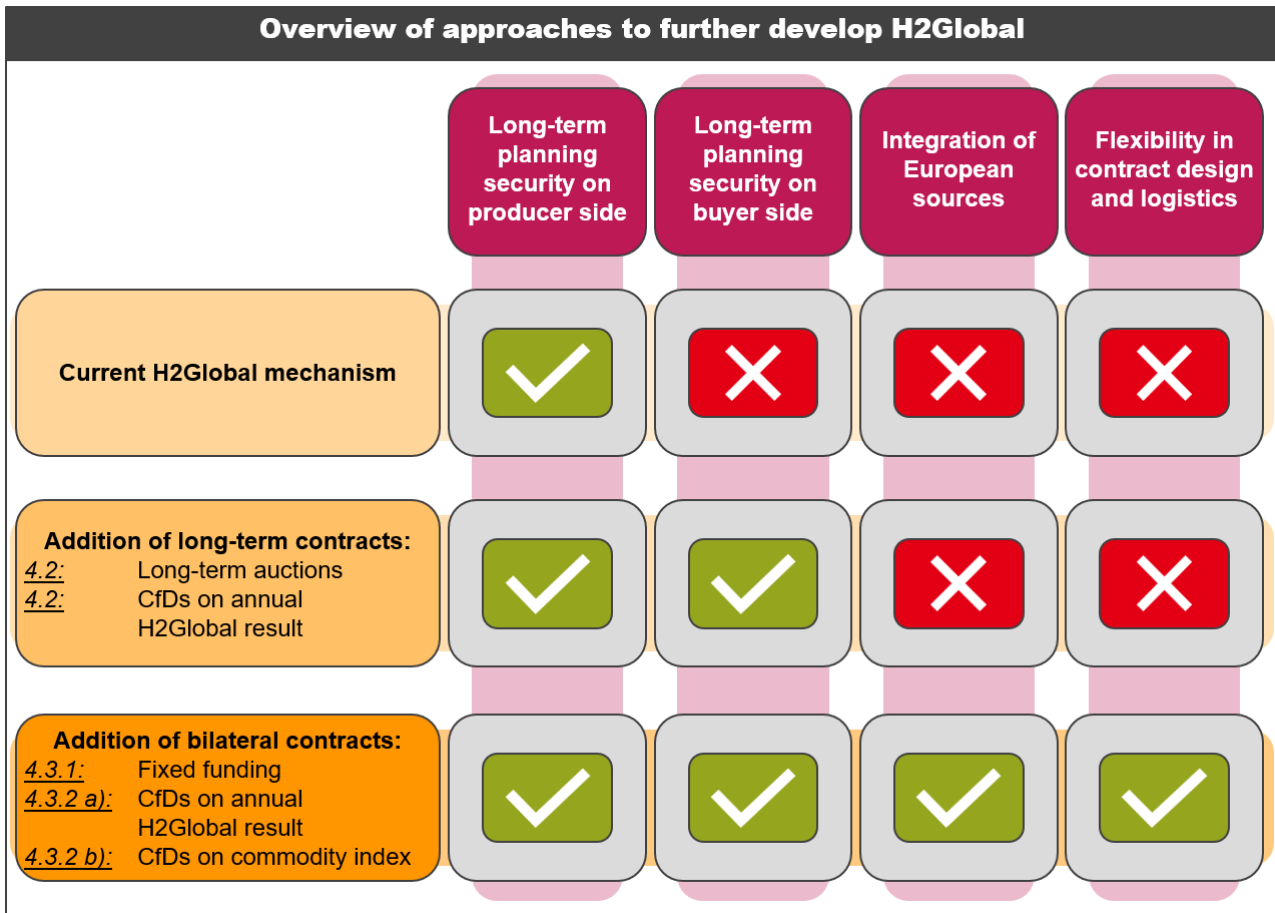 Overview of approaches to further develop H2Global
Long-term
planning
security on
producer side
Long-term
planning
security on
buyer side
Integration of
European
sources
Flexibility in
contract design
and logistics
Current H2Global mechanism
Addition of long-term contracts:
4.2: Long-term auctions
4.2: CfDs on annual
H2Global result
Addition of bilateral contracts:
4.3.1: Fixed funding
4.3.2 a): CfDs on annual
H2Global result
4.3.2 b): CfDs on commodity index